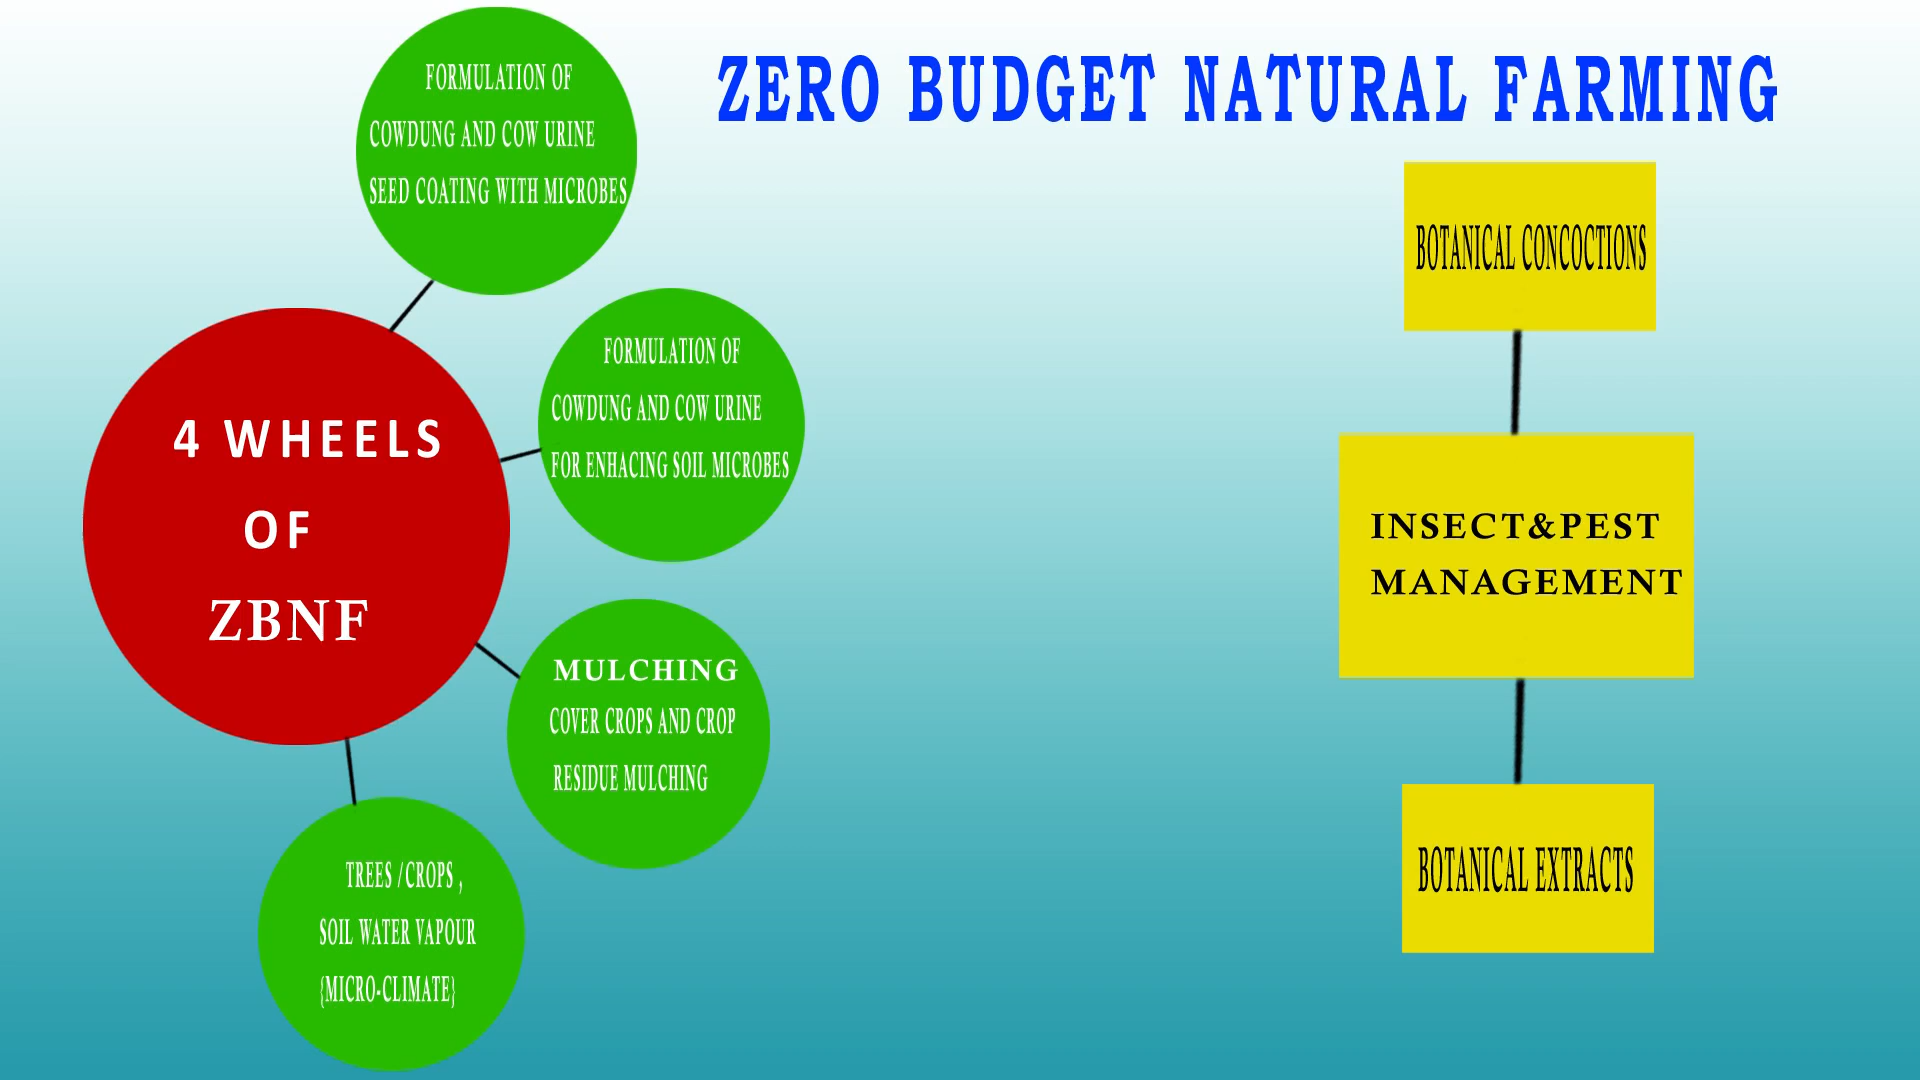 ZERO BUDGET NATURAL FARMING
FORMULATION OF
COWDUNG AND COW URINE
SEED COATING WITH MICROBES
FORMULATION OF
COWDUNG AND COW URINE
FOR ENHACING SOIL MICROBES
4 WHEELS
OF
ZBNF
MULCHING
COVER CROPS AND CROP
RESIDUE MULCHING
TREES /CROPS ,
SOIL WATER VAPOUR
{MICRO-CLIMATE}
BOTANICAL CONCOCTIONS
INSECT&PEST
MANAGEMENT
BOTANICAL EXTRACTS